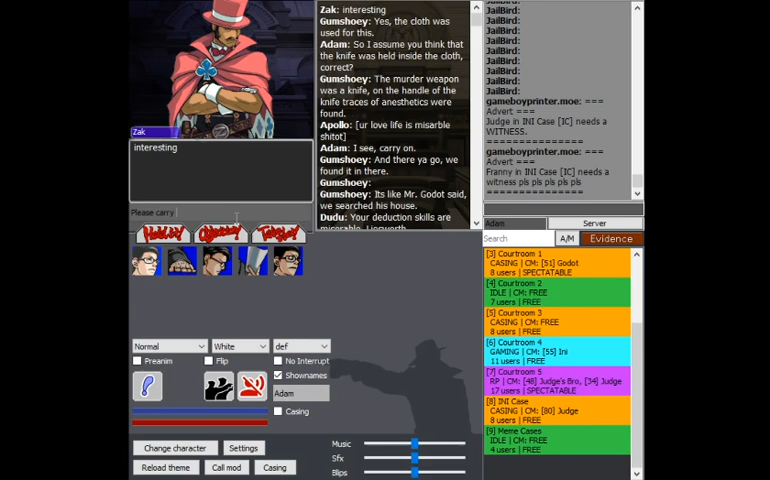 Zak
interesting
Please carry
Hold it!
Objection!
Take that!
Normal
White
def
Preanim
Flip
No Interrupt
Shownames
Adam
Casing
Change character
Settings
Reload theme
Call mod
Casing
Music
Sfx
Blips
Zak: interesting
Gumshoey: Yes, the cloth was
used for this.
Adam: So I assume you think that
the knife was held inside the cloth,
correct?
Gumshoey: The murder weapon
was a knife, on the handle of the
knife traces of anesthetics were
found.
Apollo: [ur love life is misarble
shitot]
Adam: I see, carry on.
Gumshoey: And there ya go, we
found it in there.
Gumshoey:
Gumshoey: Its like Mr. Godot said,
we searched his house.
Dudu: Your deduction skills are
miserable, Ligerworth
JailBird:
JailBird:
JailBird:
JailBird:
JailBird:
JailBird:
JailBird:
JailBird:
JailBird:
gameboyprinter.moe: ===
Advert ===
Judge in INI Case [IC] needs a
WITNESS.
===============
gameboyprinter.moe: ===
Advert ===
Franny in INI Case [IC] needs a
witness pls pls pls pls pls
===============
Adam
Server
Search
A/M
Evidence
[3] Courtroom 1
CASING | CM: [51] Godot
8 users | SPECTATABLE
[4] Courtroom 2
IDLE | CM: FREE
7 users | FREE
[5] Courtroom 3
CASING | CM: FREE
8 users | FREE
[6] Courtroom 4
GAMING | CM: [55] Ini
11 users | FREE
[7] Courtroom 5
RP | CM: [48] Judge's Bro, [34] Judge
17 users | SPECTATABLE
[8] INI Case
CASING | CM: [80] Judge
8 users | FREE
[9] Meme Cases
IDLE | CM: FREE
4 users | FREE